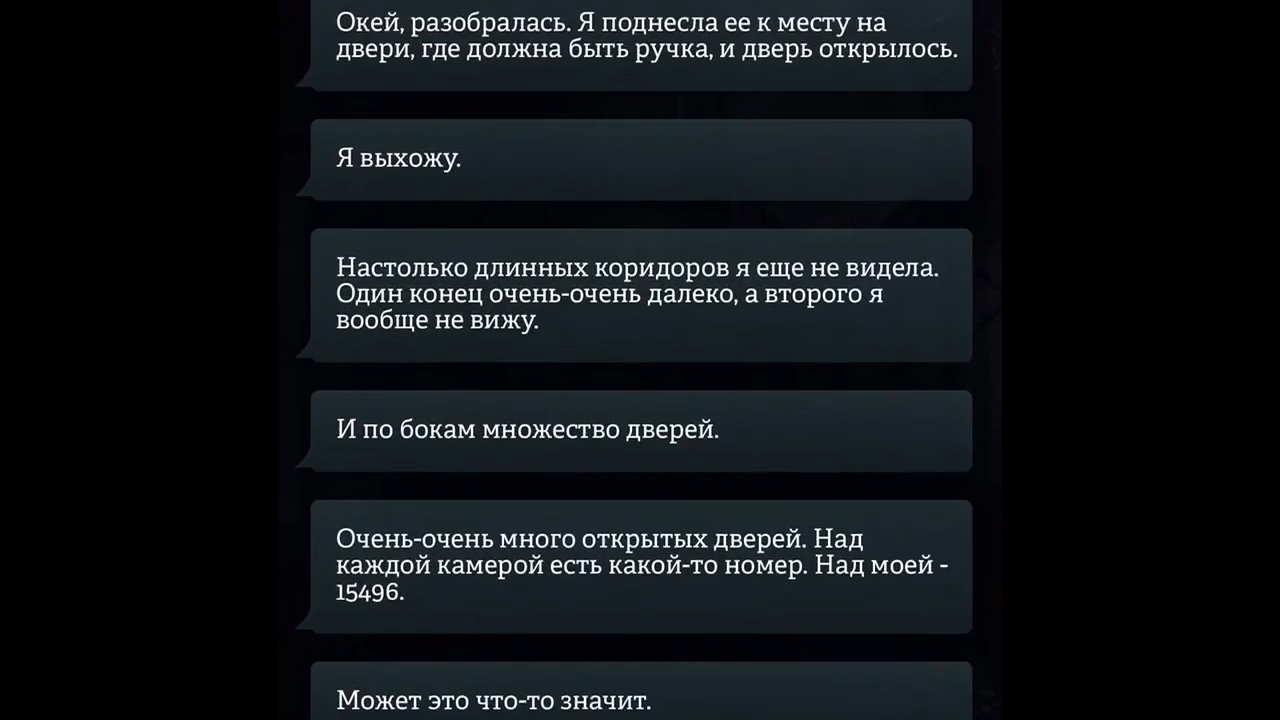 Окей, разобралась. Я поднесла ее к месту на
двери, где должна быть ручка, и дверь открылось.
Я выхожу.
Настолько длинных коридоров я еще не видела.
Один конец очень-очень далеко, а второго я
вообще не вижу.
И по бокам множество дверей.
Очень-очень много открытых дверей. Над
каждой камерой есть какой-то номер. Над моей -
15496.
Может это что-то значит.